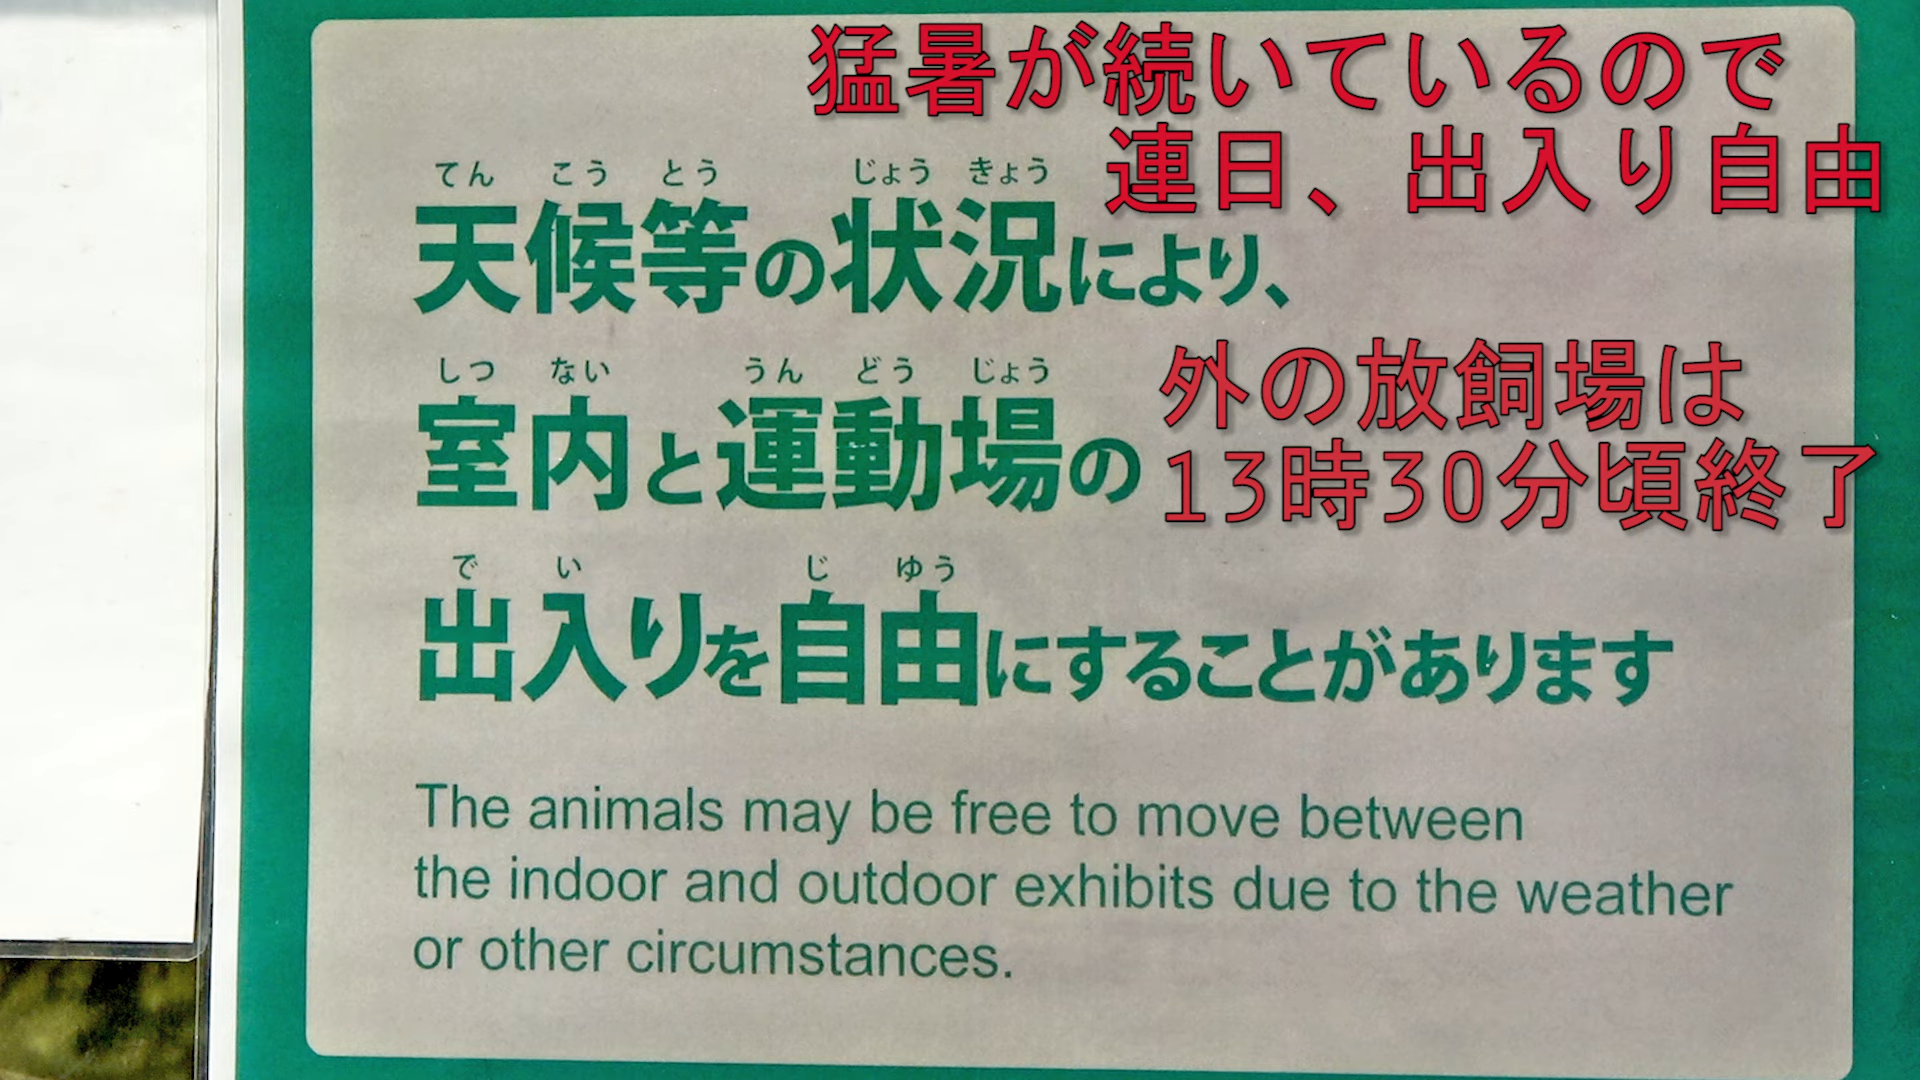 猛暑が続いているので
連日、出入り自由
てん こう とう じょう きょう
天候等の状況により、
外の放飼場は
13時30分頃終了
しつ ない うん どう じょう
室内と運動場の
で い じ ゆう
出入りを自由にすることがあります
The animals may be free to move between
the indoor and outdoor exhibits due to the weather
or other circumstances.